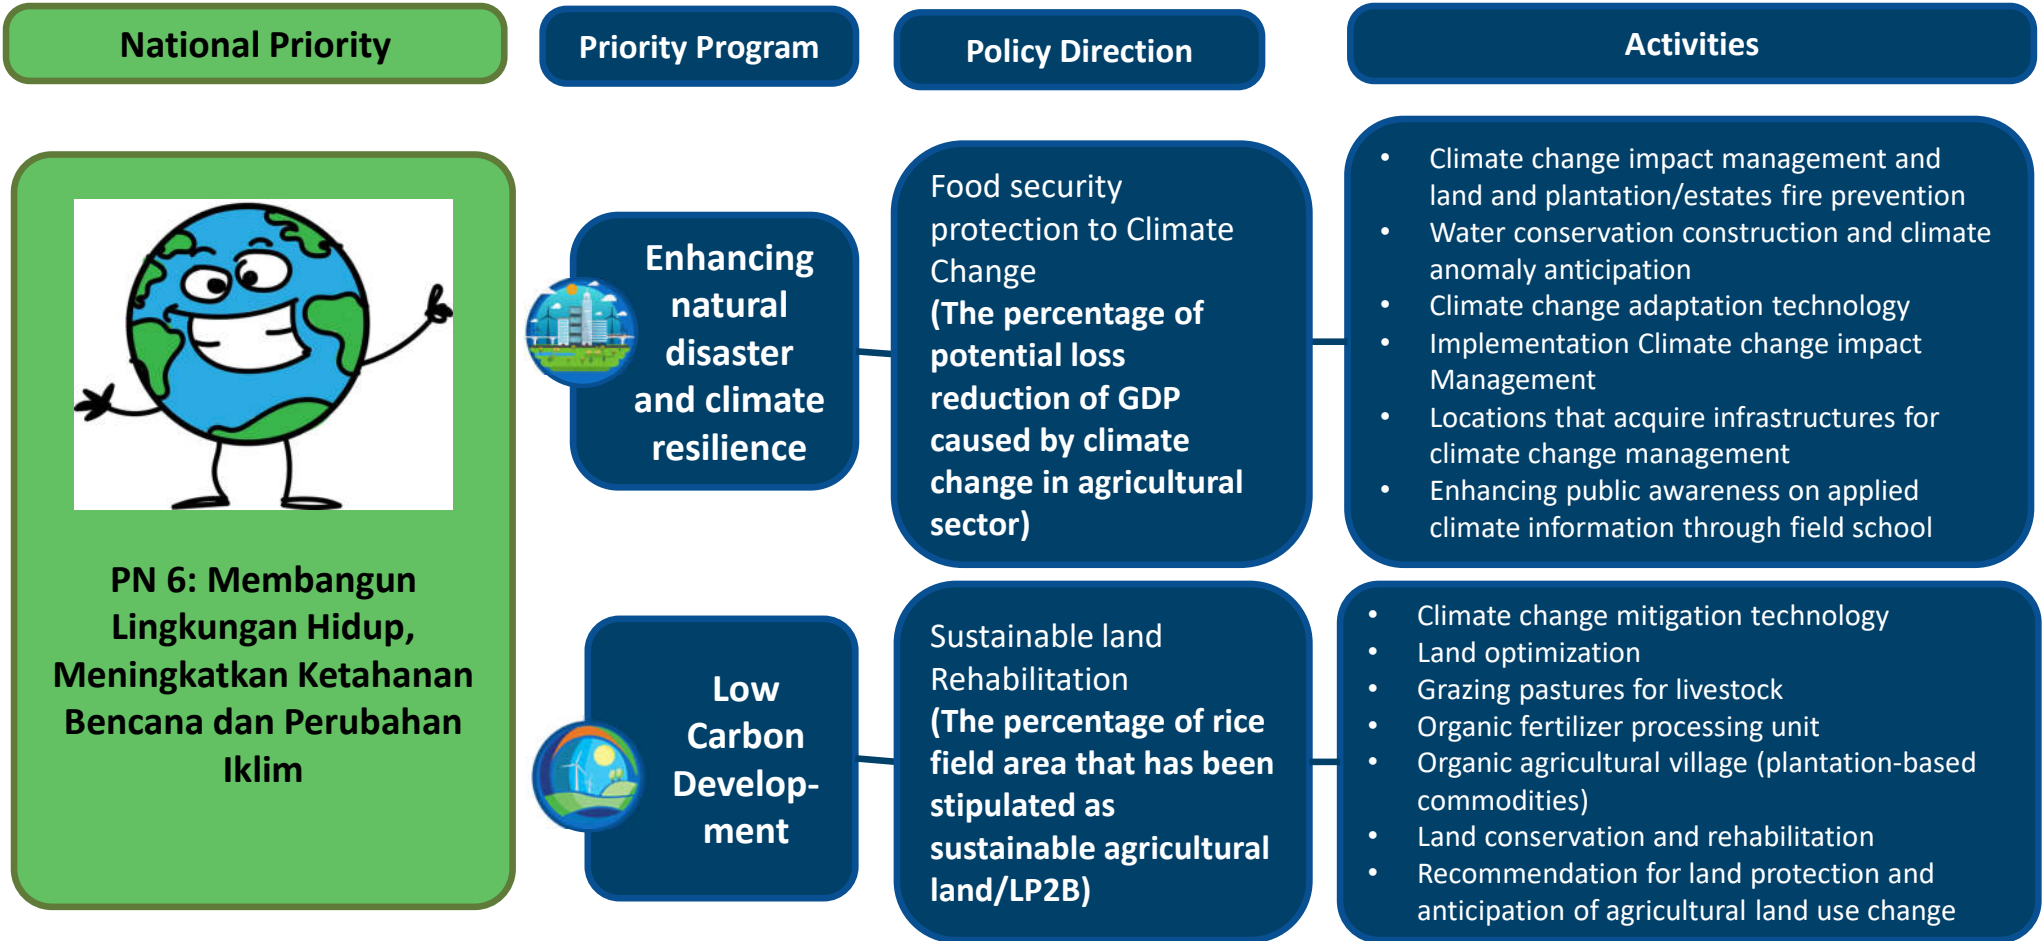 National Priority
Priority Program
Policy Direction
Activities
PN 6: Membangun
Lingkungan Hidup,
Meningkatkan Ketahanan
Bencana dan Perubahan
Iklim
Enhancing
natural
disaster
and climate
resilience
Food security
protection to Climate
Change
(The percentage of
potential loss
reduction of GDP
caused by climate
change in agricultural
sector)
• Climate change impact management and
land and plantation/estates fire prevention
• Water conservation construction and climate
anomaly anticipation
• Climate change adaptation technology
• Implementation Climate change impact
Management
• Locations that acquire infrastructures for
climate change management
• Enhancing public awareness on applied
climate information through field school
Low
Carbon
Develop-
ment
Sustainable land
Rehabilitation
(The percentage of rice
field area that has been
stipulated as
sustainable agricultural
land/LP2B)
• Climate change mitigation technology
• Land optimization
• Grazing pastures for livestock
• Organic fertilizer processing unit
• Organic agricultural village (plantation-based
commodities)
• Land conservation and rehabilitation
• Recommendation for land protection and
anticipation of agricultural land use change